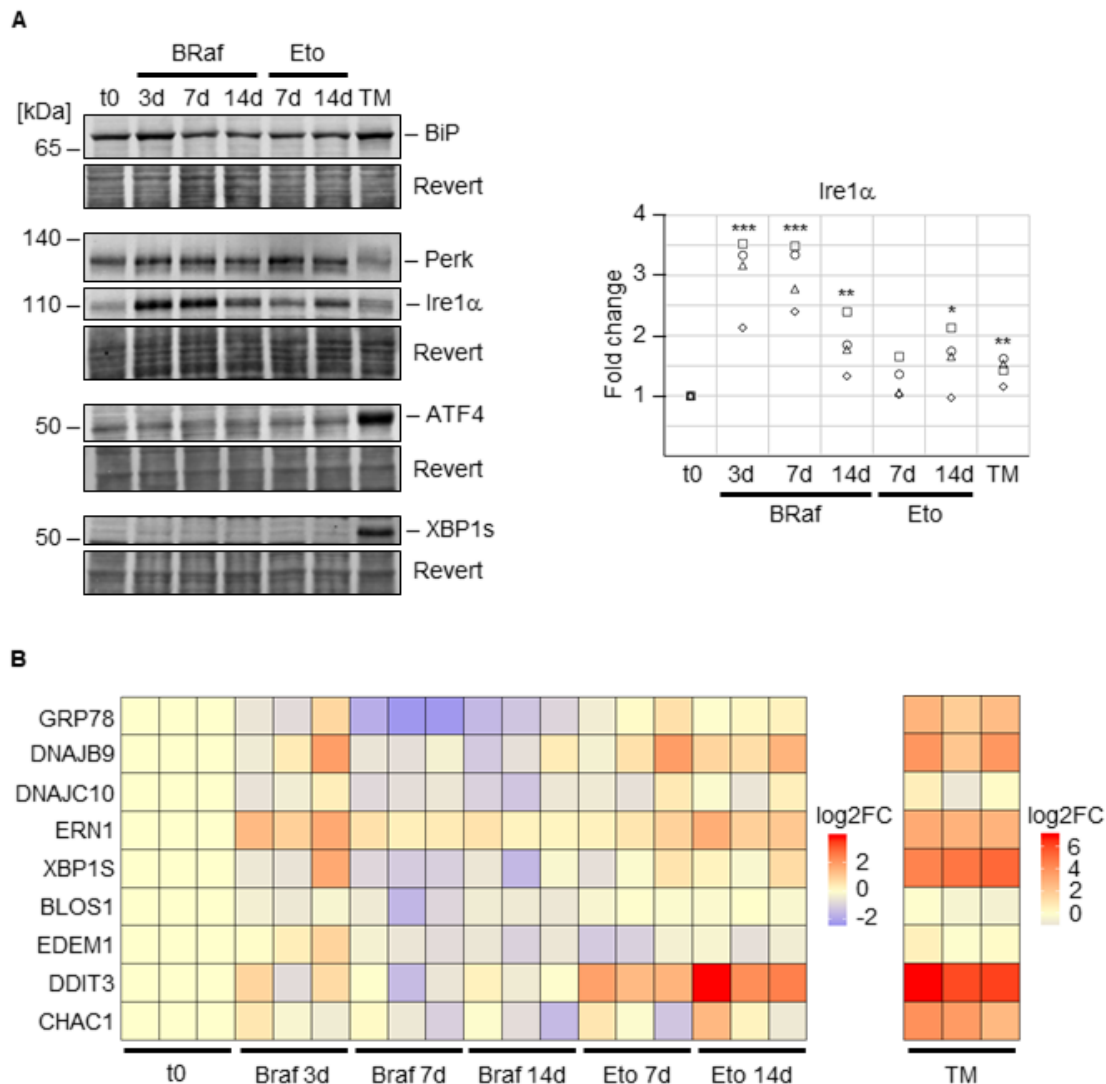 A
BRaf Eto
[kDa] t0 3d 7d 14d 7d 14d TM
65 – – BiP
Revert
140 –
– Perk
110 – – Ire1α
Revert
– ATF4
50 –
Revert
– XBP1s
50 –
Revert
Ire1α
Fold change
4
3
2
1
*** *** ** * **
t0 3d 7d 14d 7d 14d TM
BRaf Eto
B
GRP78
DNAJB9
DNAJC10
ERN1
XBP1S
BLOS1
EDEM1
DDIT3
CHAC1
t0 Braf 3d Braf 7d Braf 14d Eto 7d Eto 14d TM
log2FC
2
0
-2
log2FC
6
4
2
0